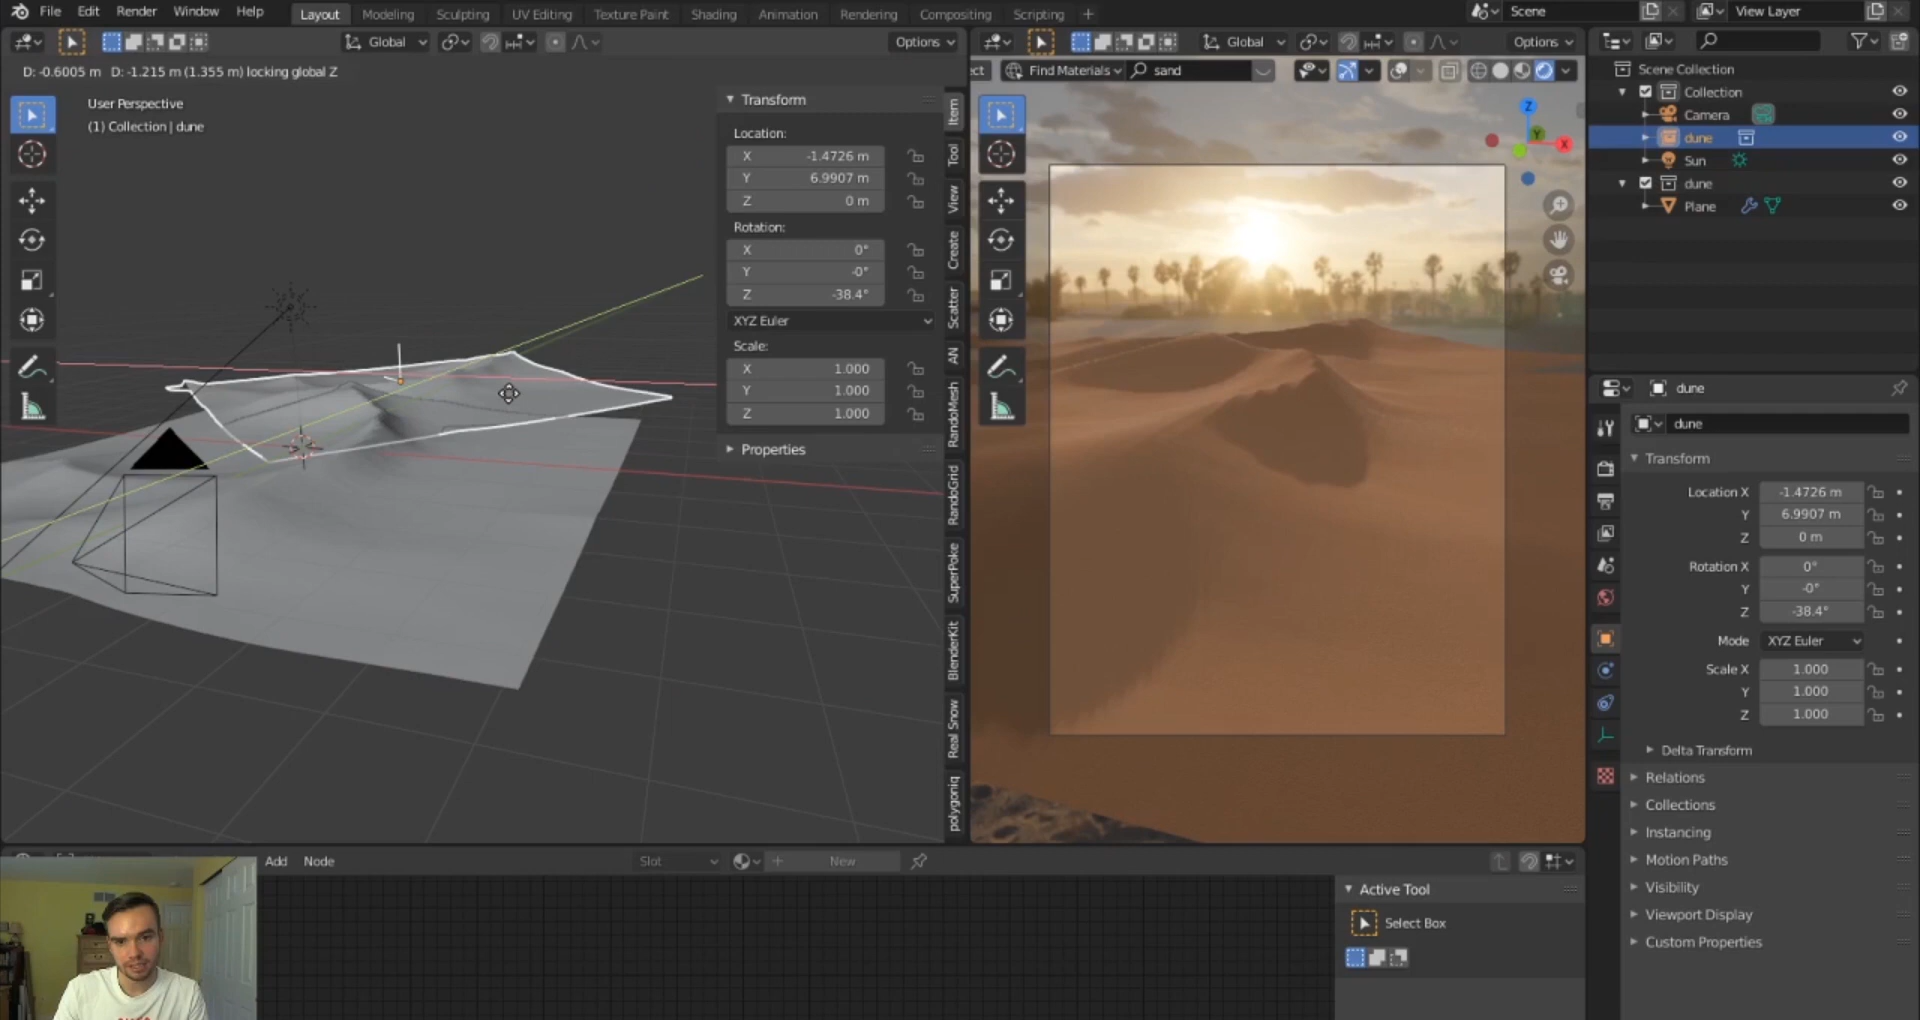 File Edit Render Window Help
Layout Modeling Sculpting UV Editing Texture Paint Shading Animation Rendering Compositing Scripting +
Scene
View Layer
Global
Options
Global
Options
D: -0.6005 m   D: -1.215 m (1.355 m) locking global Z
Find Materials
sand
User Perspective
(1) Collection | dune
Transform
Location:
X -1.4726 m
Y 6.9907 m
Z 0 m
Rotation:
X 0°
Y -0°
Z -38.4°
XYZ Euler
Scale:
X 1.000
Y 1.000
Z 1.000
Properties
Item
Tool
View
Create
Scatter
AN
RandoMesh
RandoGrid
SuperPoke
BlenderKit
Real Snow
polygoniq
Z
Y
X
Scene Collection
Collection
Camera
dune
Sun
dune
Plane
dune
dune
Transform
Location X -1.4726 m
Y 6.9907 m
Z 0 m
Rotation X 0°
Y -0°
Z -38.4°
Mode XYZ Euler
Scale X 1.000
Y 1.000
Z 1.000
Delta Transform
Relations
Collections
Instancing
Motion Paths
Visibility
Viewport Display
Custom Properties
Add Node
Slot
New
Active Tool
Select Box